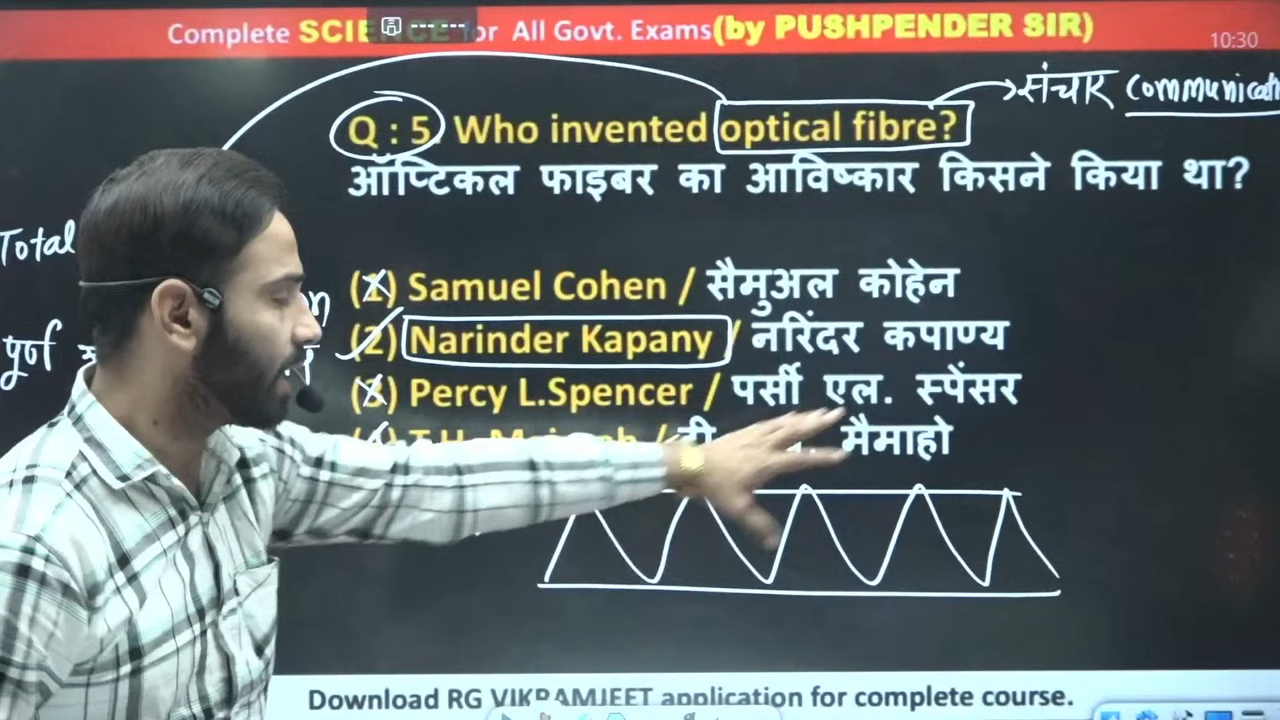 Complete SCIENCE for All Govt. Exams(by PUSHPENDER SIR)
10:30
संचार communicati
Q : 5 Who invented optical fibre?
ऑप्टिकल फाइबर का आविष्कार किसने किया था?
Total
पूर्ण
(1) Samuel Cohen / सैमुअल कोहेन
(2) Narinder Kapany / नरिंदर कपाण्य
(3) Percy L.Spencer / पर्सी एल. स्पेंसर
(4) / टी मैमाहो
Download RG VIKRAMJEET application for complete course.